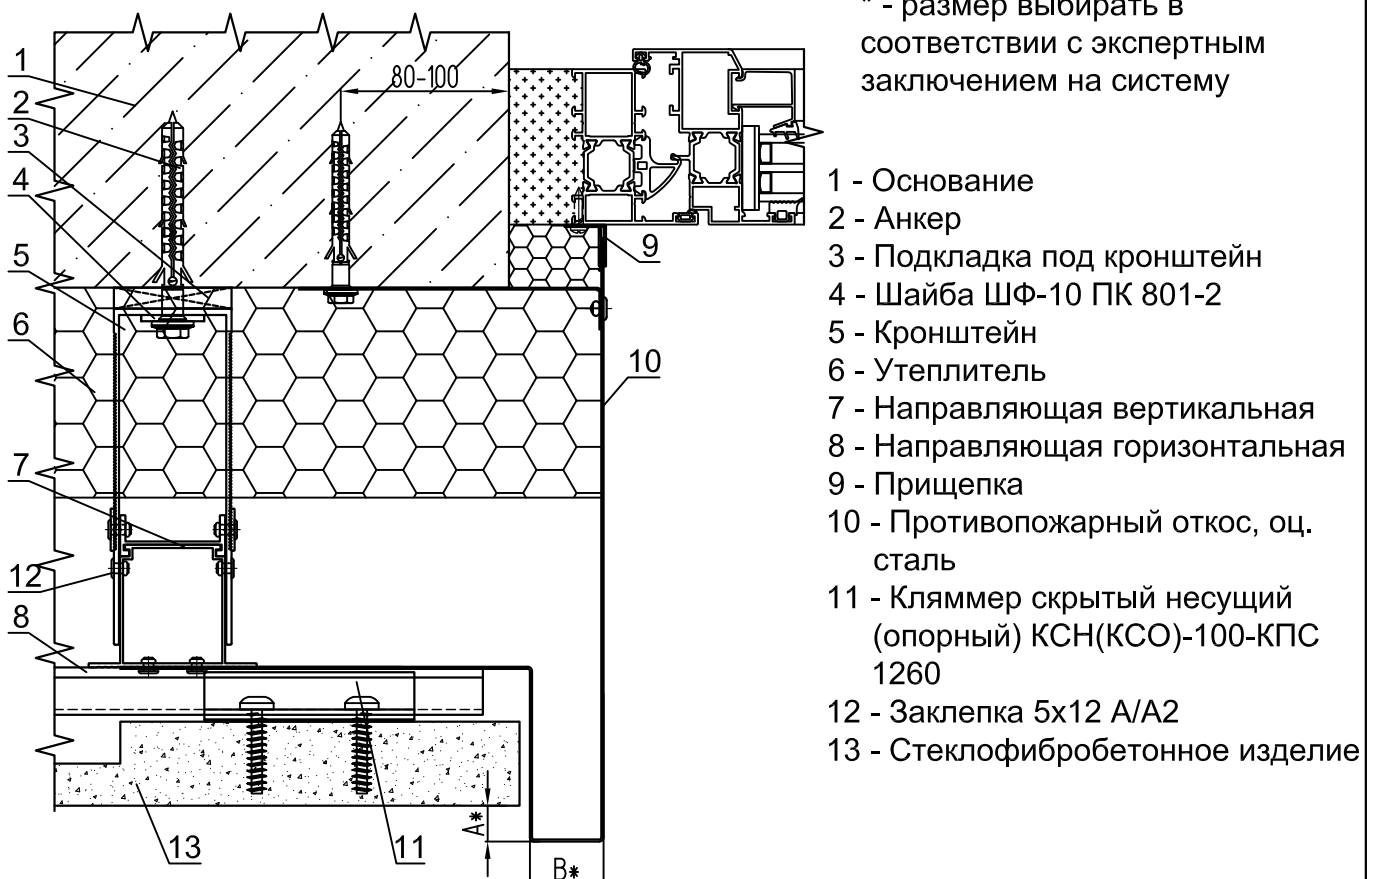 * - размер выбирать в
соответствии с экспертным
заключением на систему
1
2
3
4
5
6
7
12
8
13
11
9
10
80-100
A*
B*
1 - Основание
2 - Анкер
3 - Подкладка под кронштейн
4 - Шайба ШФ-10 ПК 801-2
5 - Кронштейн
6 - Утеплитель
7 - Направляющая вертикальная
8 - Направляющая горизонтальная
9 - Прищепка
10 - Противопожарный откос, оц.
сталь
11 - Кляммер скрытый несущий
(опорный) КСН(КСО)-100-КПС
1260
12 - Заклепка 5х12 А/А2
13 - Стеклофибробетонное изделие